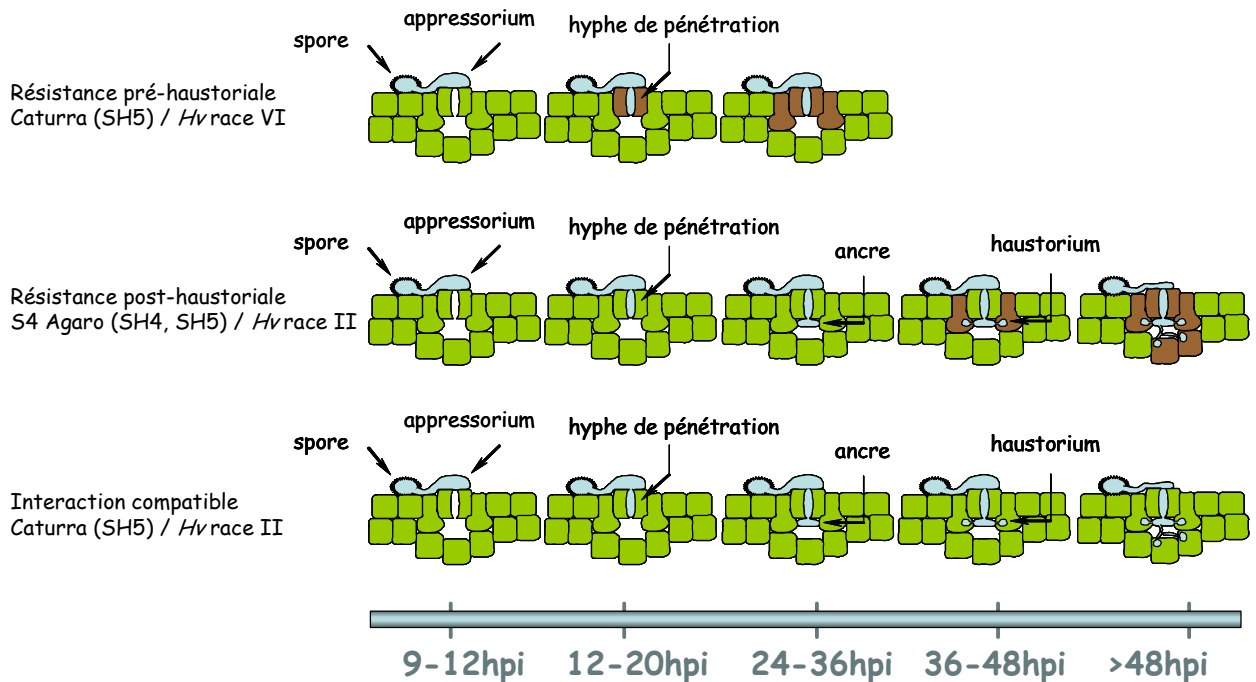 spore
appressorium
hyphe de pénétration
Résistance pré-haustoriale
Caturra (SH5) / Hv race VI
spore
appressorium
hyphe de pénétration
ancre
haustorium
Résistance post-haustoriale
S4 Agaro (SH4, SH5) / Hv race II
spore
appressorium
hyphe de pénétration
ancre
haustorium
Interaction compatible
Caturra (SH5) / Hv race II
9-12hpi
12-20hpi
24-36hpi
36-48hpi
>48hpi